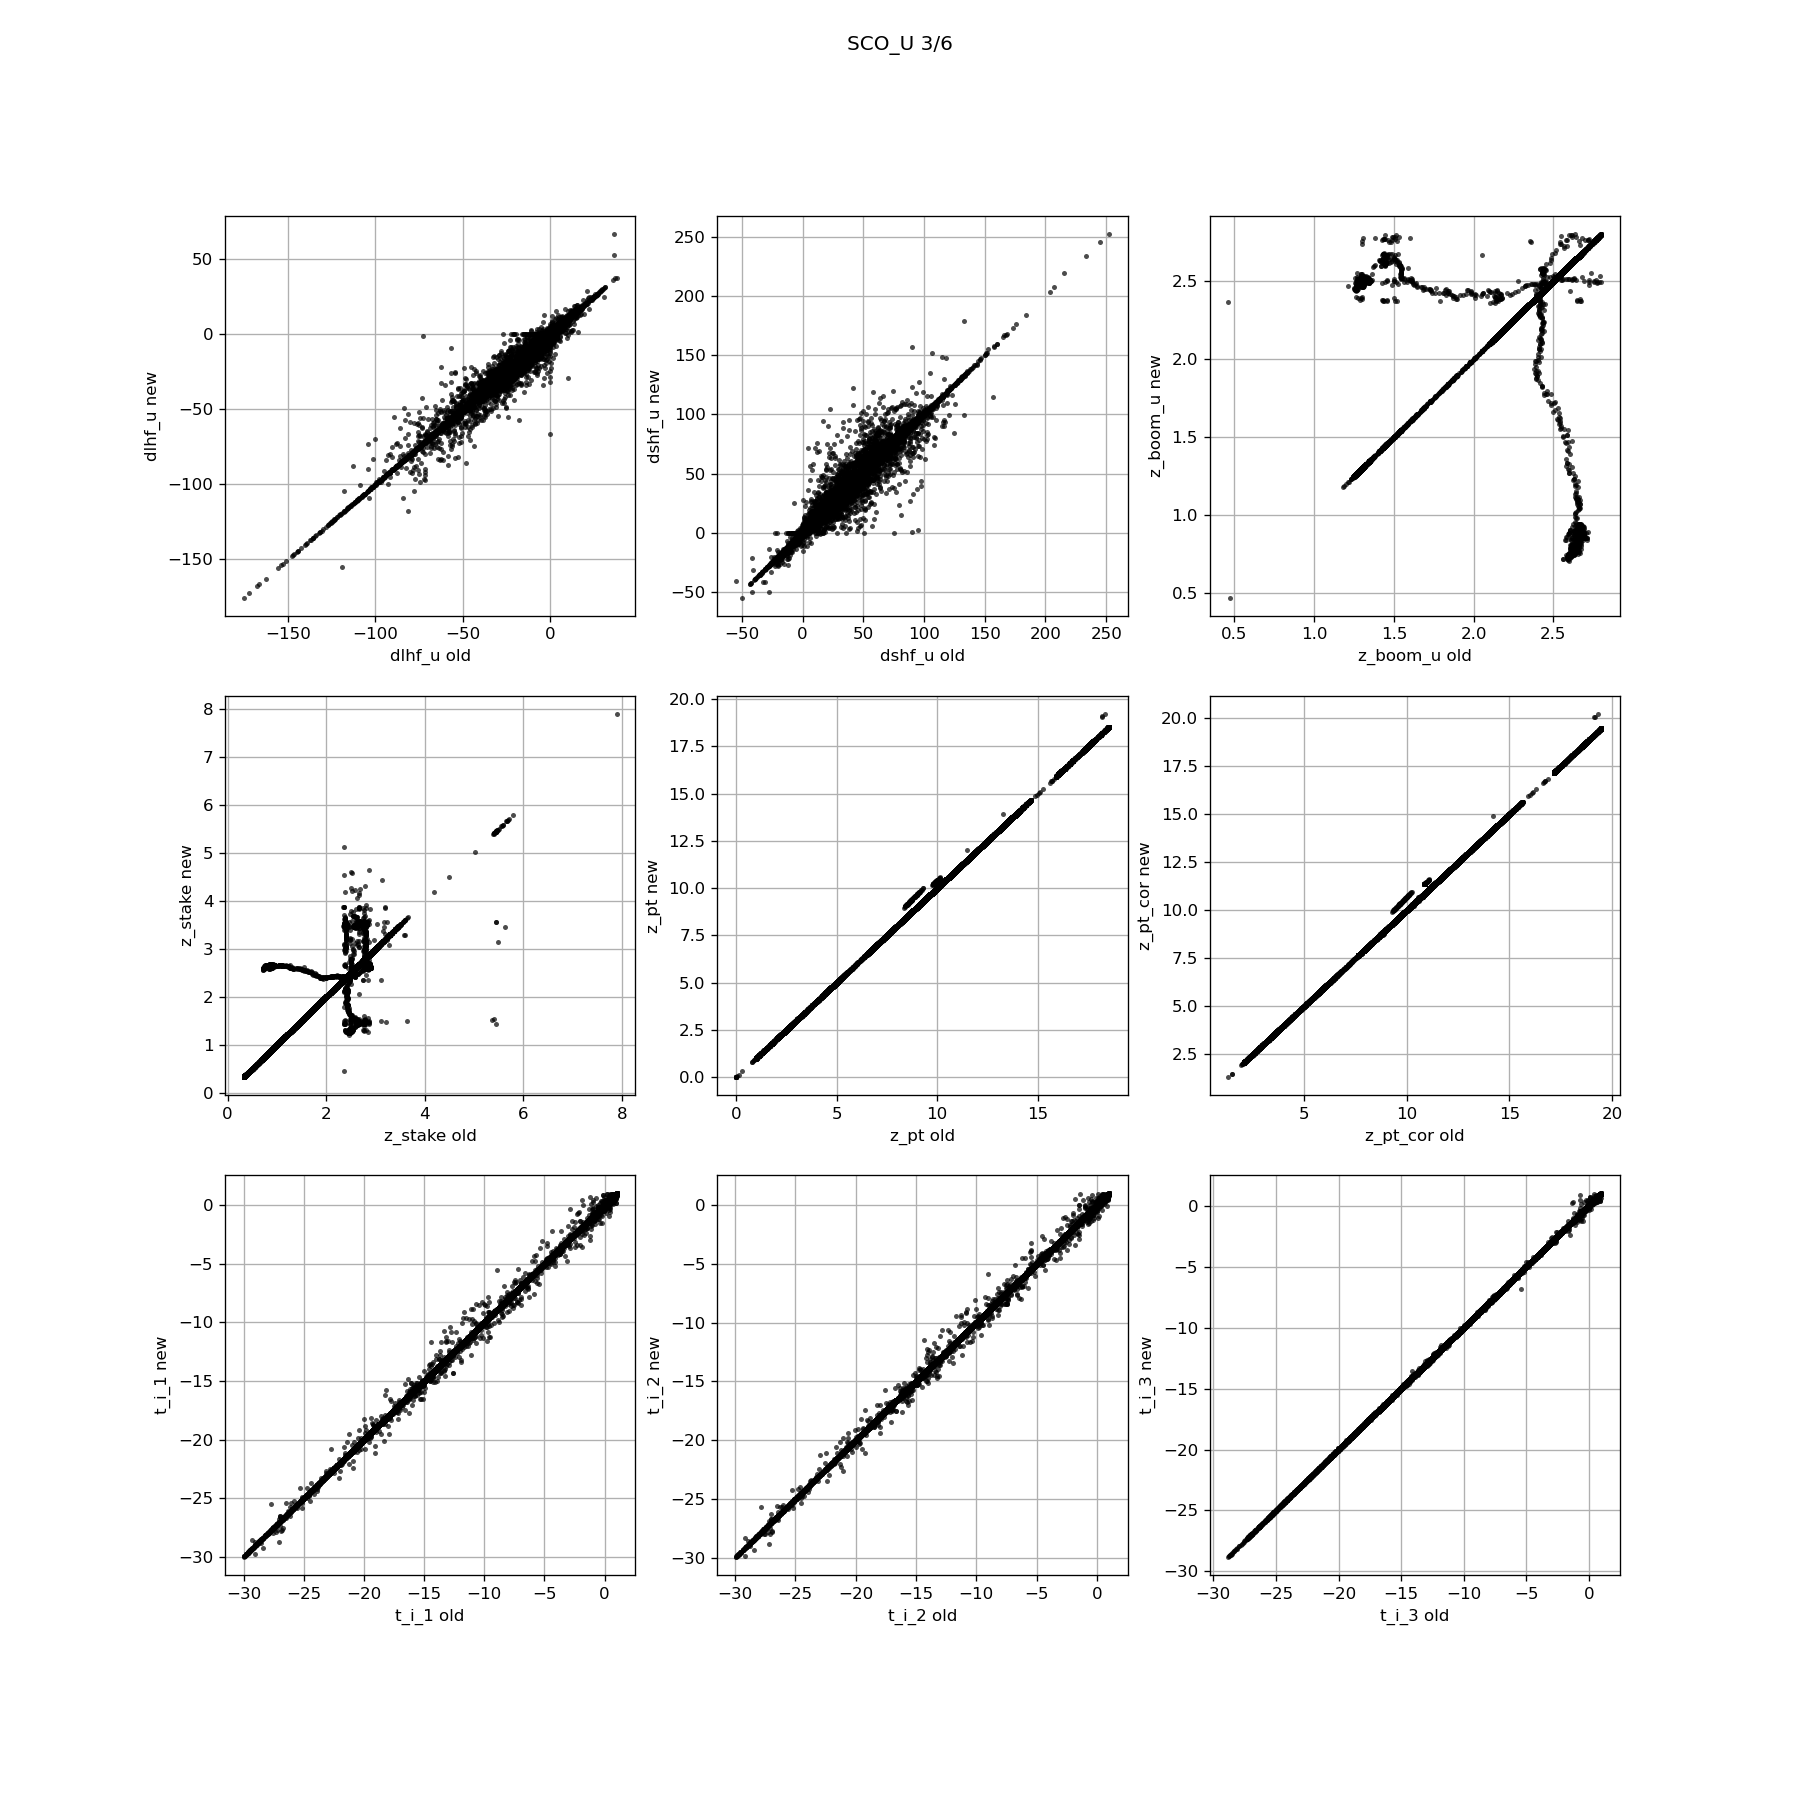 SCO_U 3/6
50
0
−50
−100
−150
dlhf_u new
−150 −100 −50 0
dlhf_u old
250
200
150
100
50
0
−50
dshf_u new
−50 0 50 100 150 200 250
dshf_u old
2.5
2.0
1.5
1.0
0.5
z_boom_u new
0.5 1.0 1.5 2.0 2.5
z_boom_u old
8
7
6
5
4
3
2
1
0
z_stake new
0 2 4 6 8
z_stake old
20.0
17.5
15.0
12.5
10.0
7.5
5.0
2.5
0.0
z_pt new
0 5 10 15
z_pt old
20.0
17.5
15.0
12.5
10.0
7.5
5.0
2.5
z_pt_cor new
5 10 15 20
z_pt_cor old
0
−5
−10
−15
−20
−25
−30
t_i_1 new
−30 −25 −20 −15 −10 −5 0
t_i_1 old
0
−5
−10
−15
−20
−25
−30
t_i_2 new
−30 −25 −20 −15 −10 −5 0
t_i_2 old
0
−5
−10
−15
−20
−25
−30
t_i_3 new
−30 −25 −20 −15 −10 −5 0
t_i_3 old